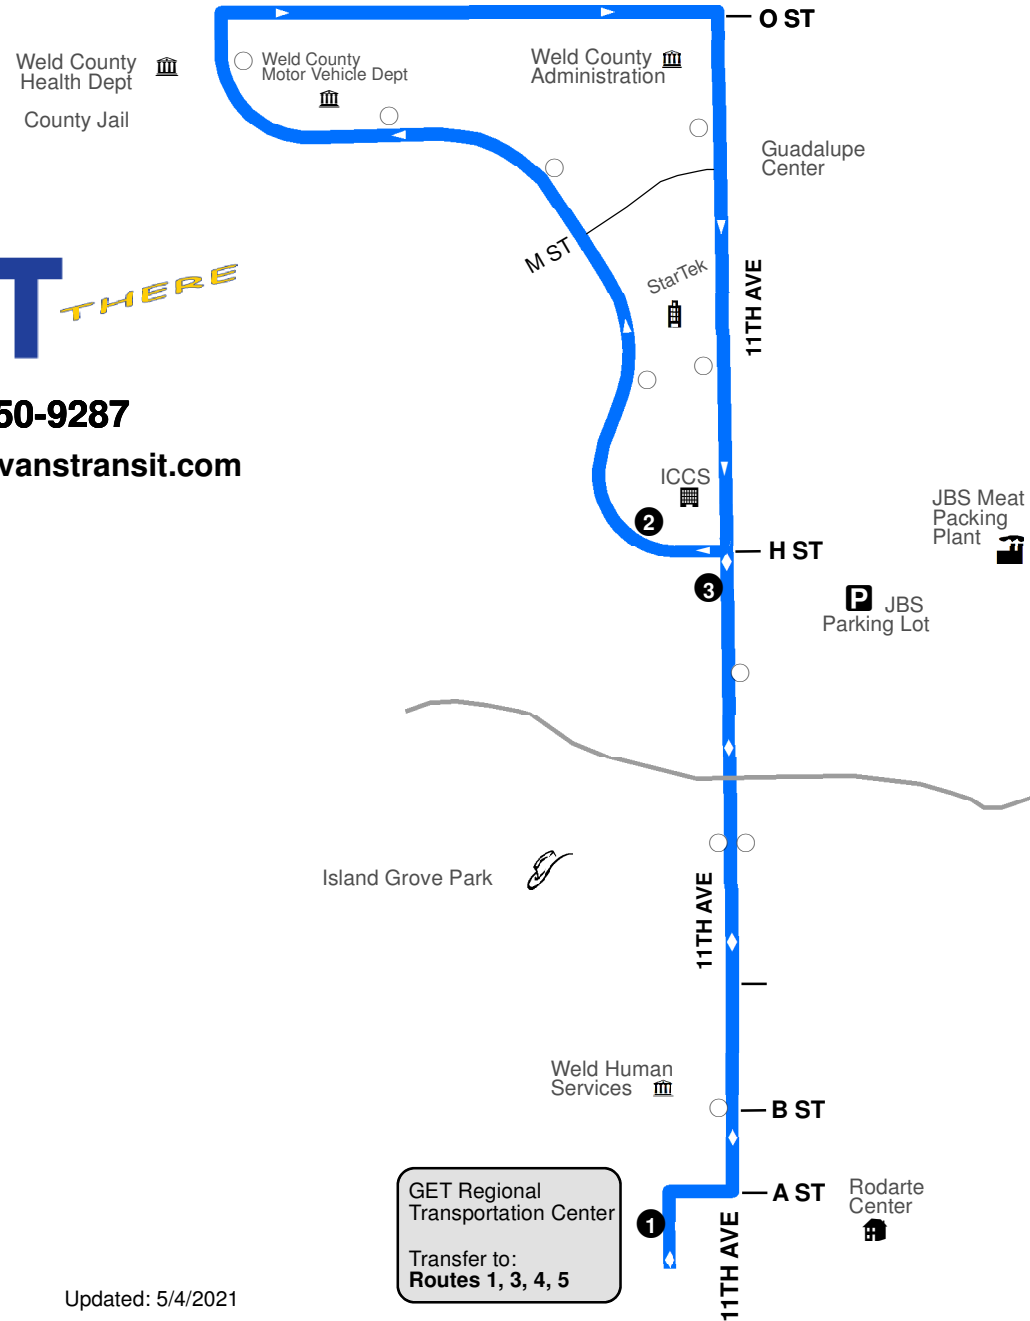 O ST
Weld County
Health Dept
County Jail
Weld County
Motor Vehicle Dept
Weld County
Administration
Guadalupe
Center
M ST
StarTek
11TH AVE
T THERE
50-9287
vanstransit.com
ICCS
2
H ST
3
JBS Meat
Packing
Plant
P JBS
Parking Lot
Island Grove Park
11TH AVE
Weld Human
Services
B ST
A ST
Rodarte
Center
GET Regional
Transportation Center
Transfer to:
Routes 1, 3, 4, 5
1
11TH AVE
Updated: 5/4/2021